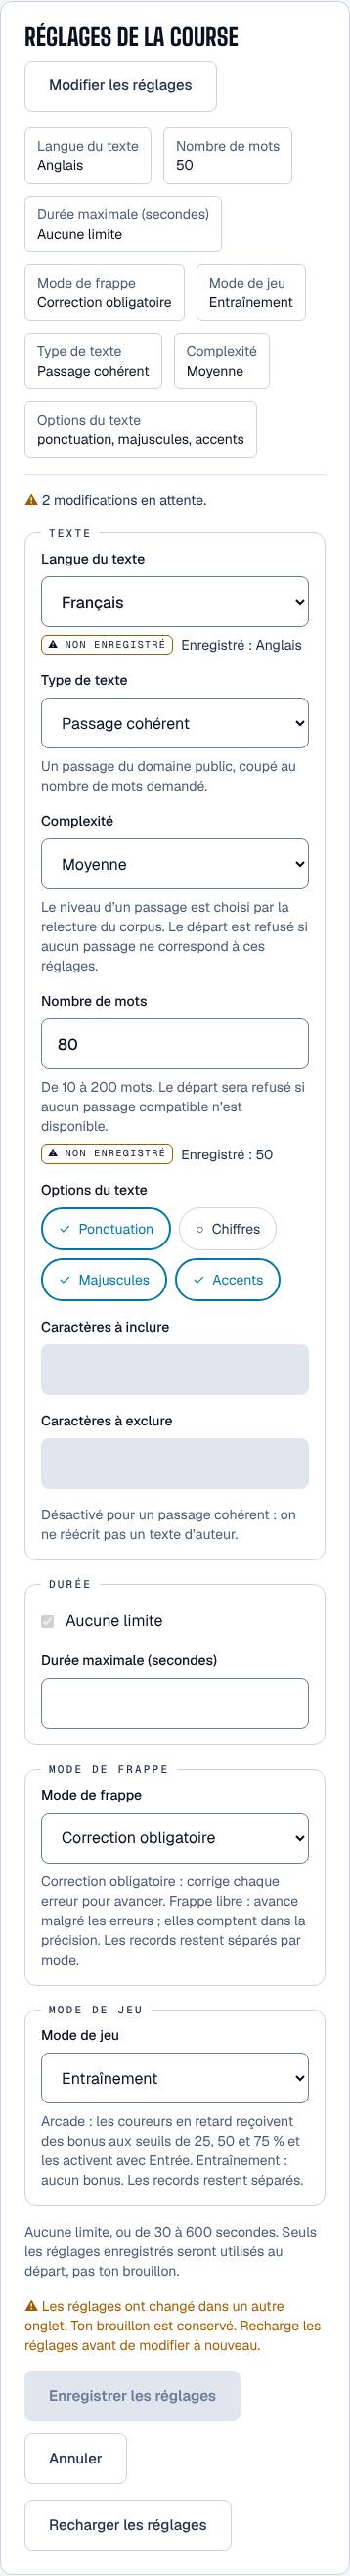 RÉGLAGES DE LA COURSE
Modifier les réglages
Langue du texte
Anglais
Nombre de mots
50
Durée maximale (secondes)
Aucune limite
Mode de frappe
Correction obligatoire
Mode de jeu
Entraînement
Type de texte
Passage cohérent
Complexité
Moyenne
Options du texte
ponctuation, majuscules, accents
⚠ 2 modifications en attente.
TEXTE
Langue du texte
Français
⚠ NON ENREGISTRÉ Enregistré : Anglais
Type de texte
Passage cohérent
Un passage du domaine public, coupé au
nombre de mots demandé.
Complexité
Moyenne
Le niveau d’un passage est choisi par la
relecture du corpus. Le départ est refusé si
aucun passage ne correspond à ces
réglages.
Nombre de mots
80
De 10 à 200 mots. Le départ sera refusé si
aucun passage compatible n’est
disponible.
⚠ NON ENREGISTRÉ Enregistré : 50
Options du texte
✓ Ponctuation
○ Chiffres
✓ Majuscules
✓ Accents
Caractères à inclure
Caractères à exclure
Désactivé pour un passage cohérent : on
ne réécrit pas un texte d’auteur.
DURÉE
Aucune limite
Durée maximale (secondes)
MODE DE FRAPPE
Mode de frappe
Correction obligatoire
Correction obligatoire : corrige chaque
erreur pour avancer. Frappe libre : avance
malgré les erreurs ; elles comptent dans la
précision. Les records restent séparés par
mode.
MODE DE JEU
Mode de jeu
Entraînement
Arcade : les coureurs en retard reçoivent
des bonus aux seuils de 25, 50 et 75 % et
les activent avec Entrée. Entraînement :
aucun bonus. Les records restent séparés.
Aucune limite, ou de 30 à 600 secondes. Seuls
les réglages enregistrés seront utilisés au
départ, pas ton brouillon.
⚠ Les réglages ont changé dans un autre
onglet. Ton brouillon est conservé. Recharge les
réglages avant de modifier à nouveau.
Enregistrer les réglages
Annuler
Recharger les réglages